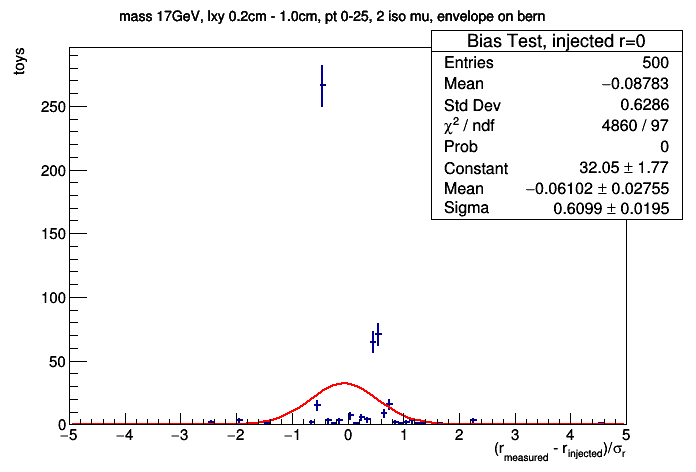 mass 17GeV, lxy 0.2cm - 1.0cm, pt 0-25, 2 iso mu, envelope on bern
Bias Test, injected r=0
Entries 500
Mean −0.08783
Std Dev 0.6286
χ² / ndf 4860 / 97
Prob 0
Constant 32.05 ± 1.77
Mean −0.06102 ± 0.02755
Sigma 0.6099 ± 0.0195
toys
250
200
150
100
50
0
−5 −4 −3 −2 −1 0 1 2 3 4 5
(r_measured - r_injected)/σ_r